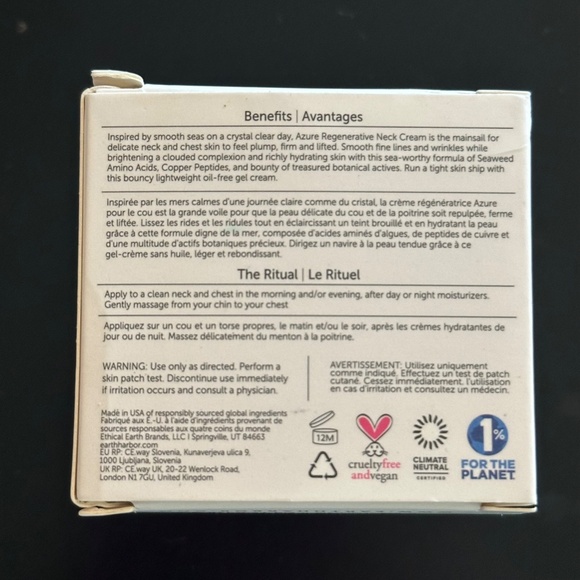 Benefits | Avantages
Inspired by smooth seas on a crystal clear day, Azure Regenerative Neck Cream is the mainsail for
delicate neck and chest skin to feel plump, firm and lifted. Smooth fine lines and wrinkles while
brightening a clouded complexion and richly hydrating skin with this sea-worthy formula of Seaweed
Amino Acids, Copper Peptides, and bounty of treasured botanical actives. Run a tight skin ship with
this bouncy lightweight oil-free gel cream.
Inspirée par les mers calmes d'une journée claire comme du cristal, la crème régénératrice Azure
pour le cou est la grande voile pour que la peau délicate du cou et de la poitrine soit repulpée, ferme
et liftée. Lissez les rides et les ridules tout en éclaircissant un teint brouillé et en hydratant la peau
grâce à cette formule digne de la mer, composée d'acides aminés d'algues, de peptides de cuivre et
d'une multitude d'actifs botaniques précieux. Dirigez un navire à la peau tendue grâce à ce
gel-crème sans huile, léger et rebondissant.
The Ritual | Le Rituel
Apply to a clean neck and chest in the morning and/or evening, after day or night moisturizers.
Gently massage from your chin to your chest
Appliquez sur un cou et un torse propres, le matin et/ou le soir, après les crèmes hydratantes de
jour ou de nuit. Massez délicatement du menton à la poitrine.
WARNING: Use only as directed. Perform a
skin patch test. Discontinue use immediately
if irritation occurs and consult a physician.
AVERTISSEMENT: Utilisez uniquement
comme indiqué. Effectuez un test de patch
cutané. Cessez immédiatement. l'utilisation
en cas d'irritation et consultez un médecin.
Made in USA of responsibly sourced global ingredients
Fabriqué aux É.-U. à l'aide d'ingrédients provenant de
sources responsables aux quatre coins du monde
Ethical Earth Brands, LLC | Springville, UT 84663
earthharbor.com
EU RP: CE.way EU, Slovenia, Kunaverjeva ulica 9,
1000 Ljubljana, Slovenia
UK RP: CE.way UK, 20-22 Wenlock Road,
London N1 7GU, United Kingdom
12M
crueltyfree
andvegan
CLIMATE
NEUTRAL
CERTIFIED
1%
FOR THE
PLANET